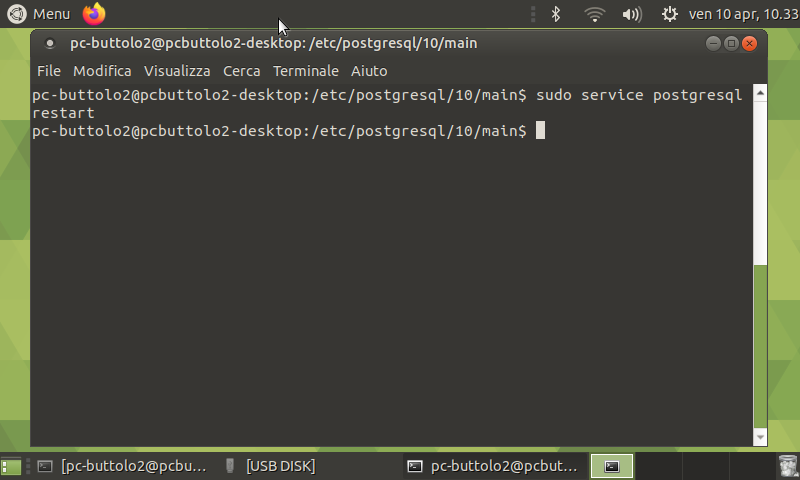 Menu
ven 10 apr, 10.33
pc-buttolo2@pcbuttolo2-desktop: /etc/postgresql/10/main
File Modifica Visualizza Cerca Terminale Aiuto
pc-buttolo2@pcbuttolo2-desktop:/etc/postgresql/10/main$ sudo service postgresql
restart
pc-buttolo2@pcbuttolo2-desktop:/etc/postgresql/10/main$
[pc-buttolo2@pcbu... [USB DISK] pc-buttolo2@pcbutt...